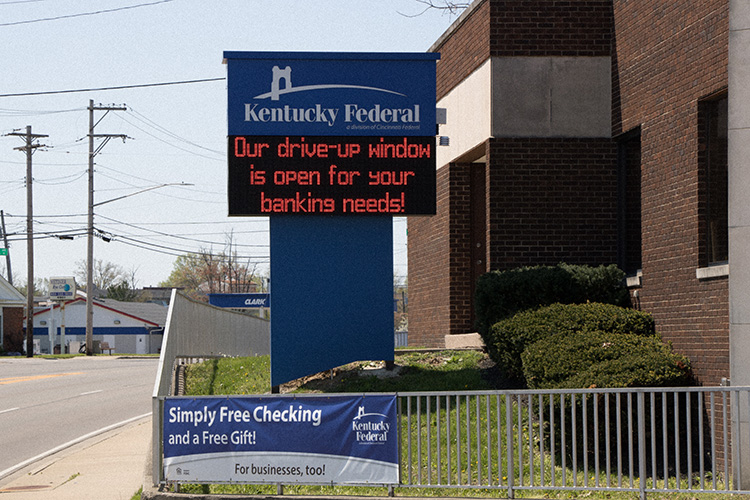 Kentucky Federal
a division of Cincinnati Federal
Our drive-up window
is open for your
banking needs!
CLARK
Simply Free Checking
and a Free Gift!
Kentucky
Federal
For businesses, too!